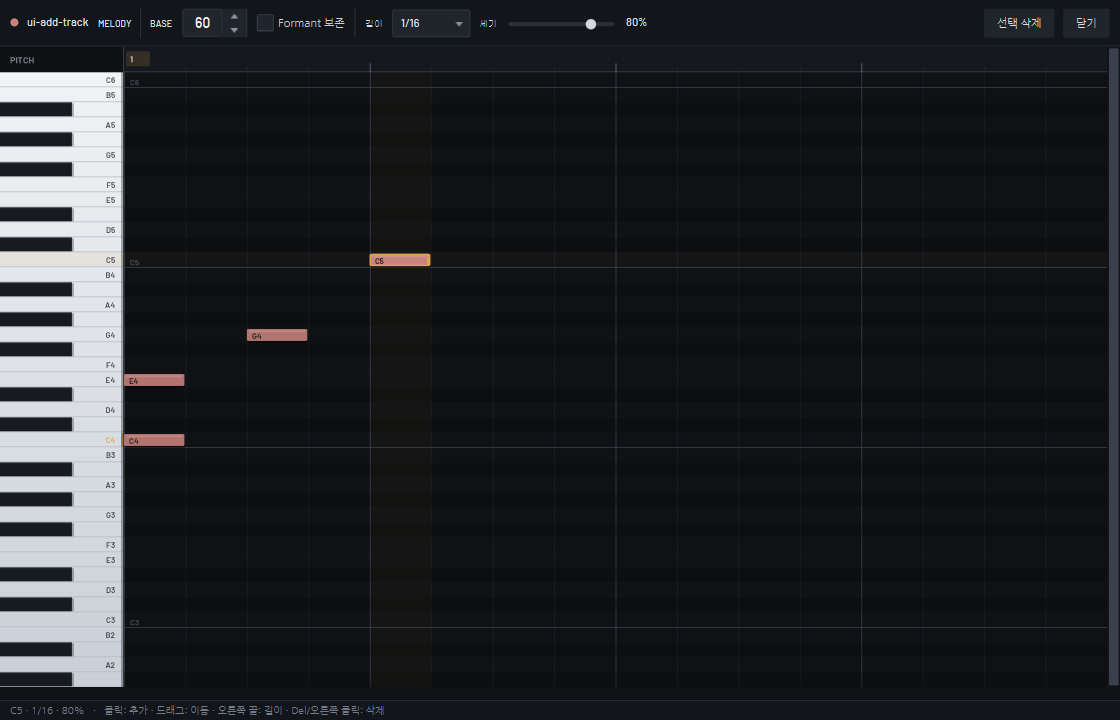 ui-add-track MELODY BASE 60 Formant 보존 길이 1/16 세기 80% 선택 삭제 닫기
PITCH 1
C6 C6
B5
A5
G5
F5
E5
D5
C5 C5 C5
B4
A4
G4 G4
F4
E4 E4
D4
C4 C4
B3
A3
G3
F3
E3
D3
C3 C3
B2
A2
C5 · 1/16 · 80% · 클릭: 추가 · 드래그: 이동 · 오른쪽 끝: 길이 · Del/오른쪽 클릭: 삭제